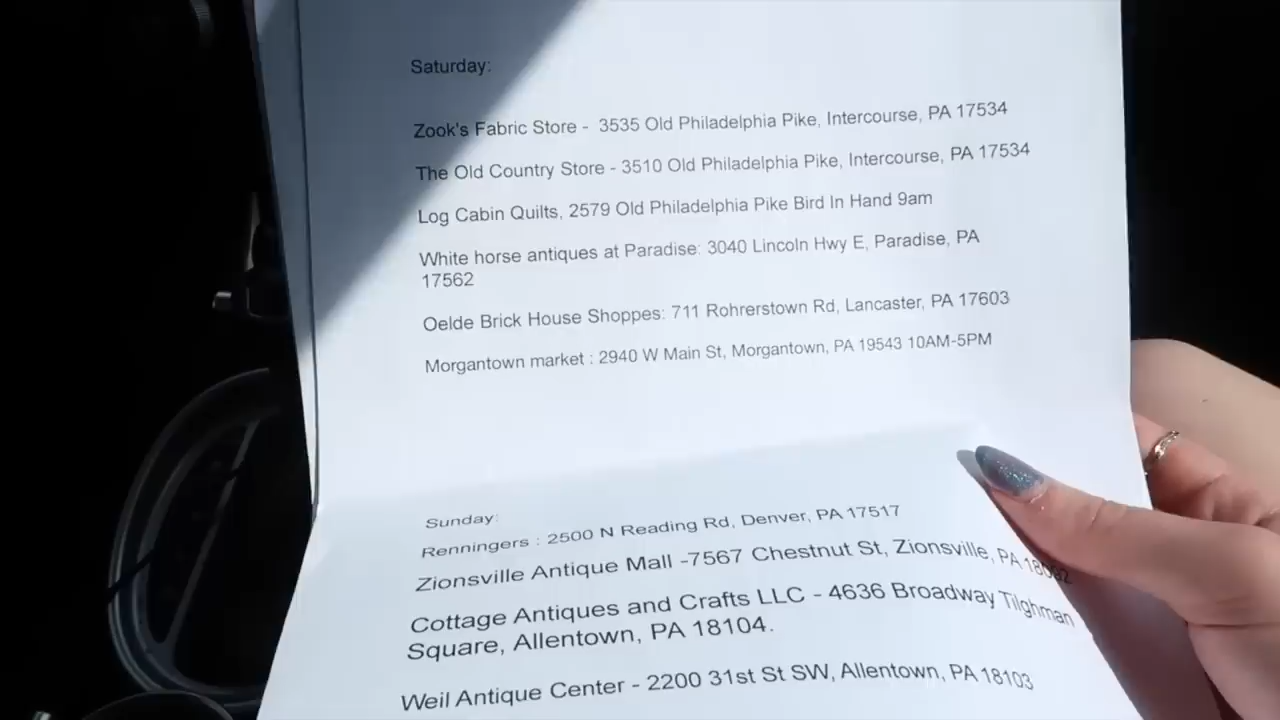 Saturday:
Zook's Fabric Store - 3535 Old Philadelphia Pike, Intercourse, PA 17534
The Old Country Store - 3510 Old Philadelphia Pike, Intercourse, PA 17534
Log Cabin Quilts, 2579 Old Philadelphia Pike Bird In Hand 9am
White horse antiques at Paradise: 3040 Lincoln Hwy E, Paradise, PA
17562
Oelde Brick House Shoppes: 711 Rohrerstown Rd, Lancaster, PA 17603
Morgantown market : 2940 W Main St, Morgantown, PA 19543 10AM-5PM
Sunday:
Renningers : 2500 N Reading Rd, Denver, PA 17517
Zionsville Antique Mall -7567 Chestnut St, Zionsville, PA 18092
Cottage Antiques and Crafts LLC - 4636 Broadway Tilghman
Square, Allentown, PA 18104.
Weil Antique Center - 2200 31st St SW, Allentown, PA 18103